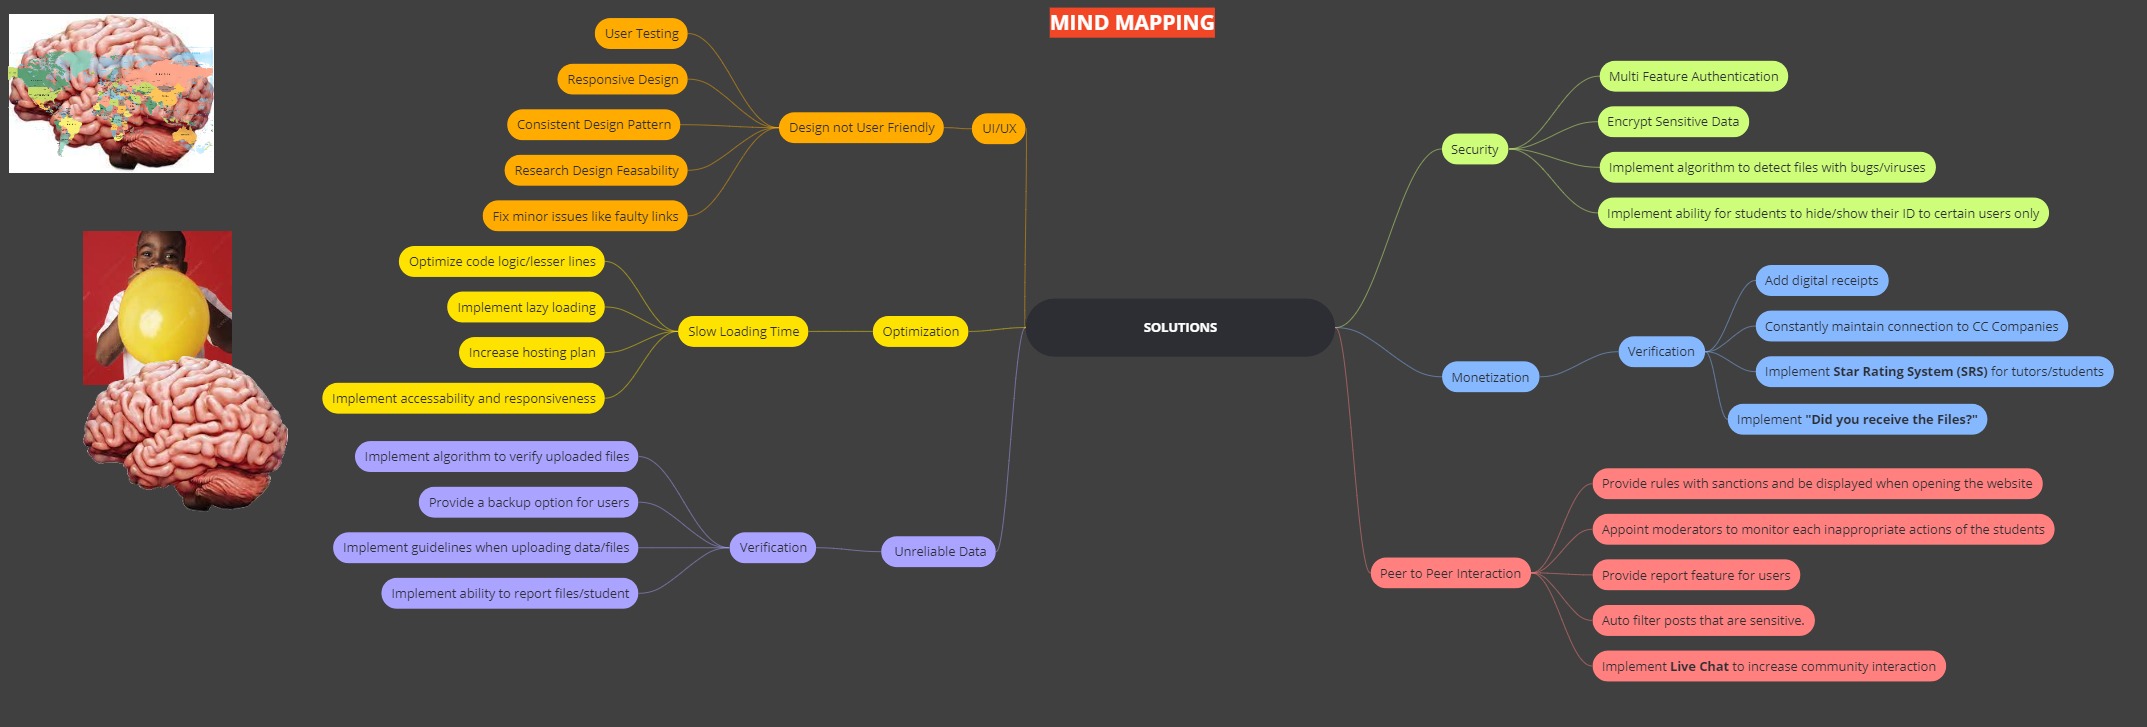 MIND MAPPING
User Testing
Responsive Design
Consistent Design Pattern
Research Design Feasability
Fix minor issues like faulty links
Design not User Friendly
UI/UX
Optimize code logic/lesser lines
Implement lazy loading
Increase hosting plan
Implement accessability and responsiveness
Slow Loading Time
Optimization
Implement algorithm to verify uploaded files
Provide a backup option for users
Implement guidelines when uploading data/files
Implement ability to report files/student
Verification
Unreliable Data
SOLUTIONS
Security
Multi Feature Authentication
Encrypt Sensitive Data
Implement algorithm to detect files with bugs/viruses
Implement ability for students to hide/show their ID to certain users only
Monetization
Verification
Add digital receipts
Constantly maintain connection to CC Companies
Implement Star Rating System (SRS) for tutors/students
Implement "Did you receive the Files?"
Peer to Peer Interaction
Provide rules with sanctions and be displayed when opening the website
Appoint moderators to monitor each inappropriate actions of the students
Provide report feature for users
Auto filter posts that are sensitive.
Implement Live Chat to increase community interaction